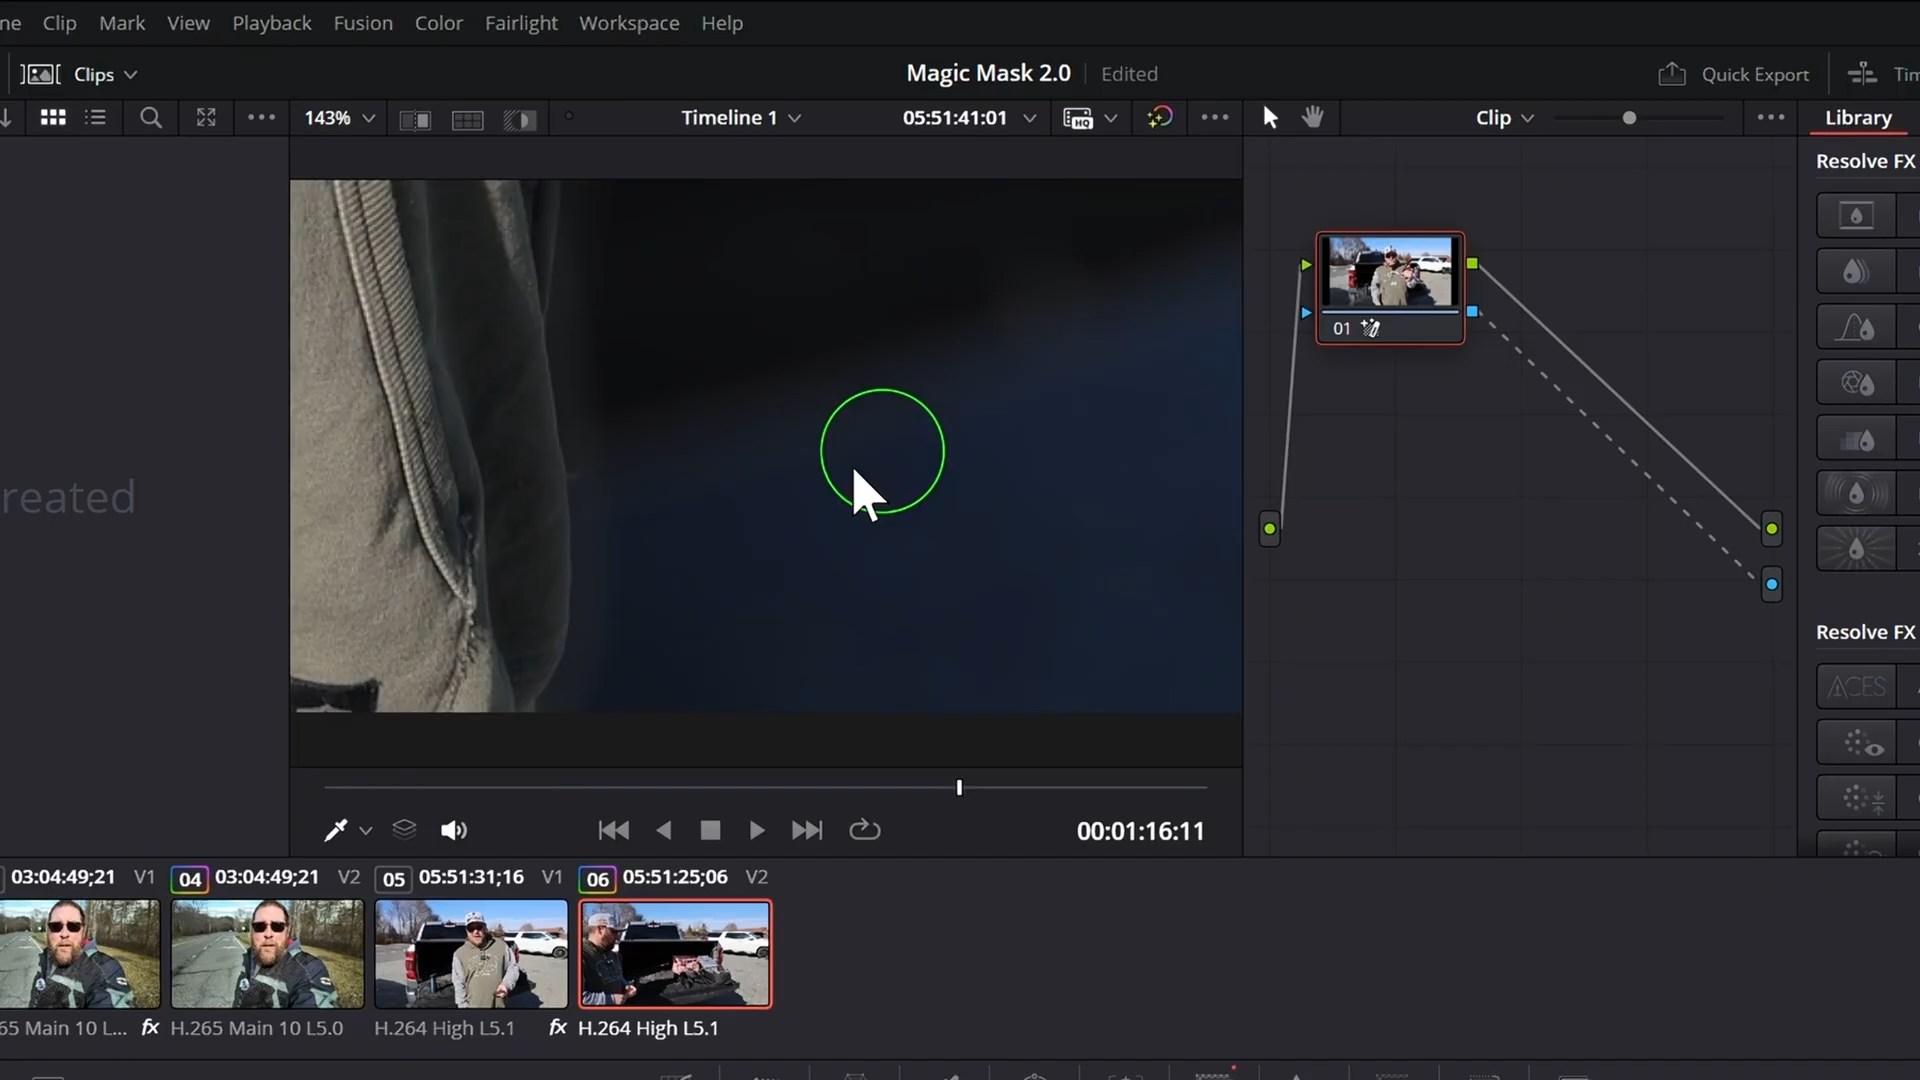 ne Clip Mark View Playback Fusion Color Fairlight Workspace Help
Clips Magic Mask 2.0 Edited Quick Export Tim
143% Timeline 1 05:51:41:01 HQ Clip Library
Resolve FX
01
reated
Resolve FX
ACES
00:01:16:11
03:04:49;21 V1 04 03:04:49;21 V2 05 05:51:31;16 V1 06 05:51:25;06 V2
65 Main 10 L... fx H.265 Main 10 L5.0 H.264 High L5.1 fx H.264 High L5.1